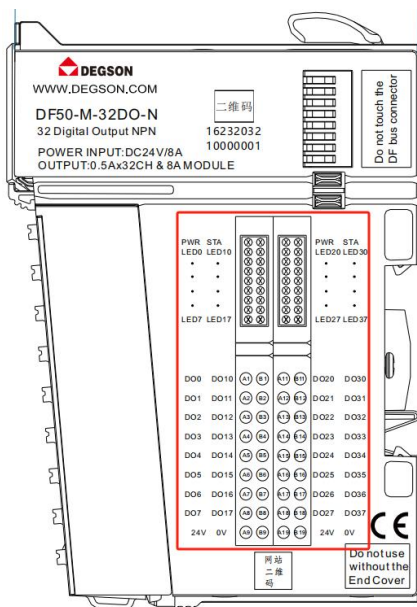 DEGSON
WWW.DEGSON.COM
DF50-M-32DO-N
32 Digital Output NPN
POWER INPUT:DC24V/8A
OUTPUT:0.5Ax32CH & 8A MODULE
二维码
16232032
10000001
Do not touch the
DF bus connector
PWR STA PWR STA
LED0 LED10 LED20 LED30
LED7 LED17 LED27 LED37
DO0 DO10 A1 B1 A11 B11 DO20 DO30
DO1 DO11 A2 B2 A12 B12 DO21 DO31
DO2 DO12 A3 B3 A13 B13 DO22 DO32
DO3 DO13 A4 B4 A14 B14 DO23 DO33
DO4 DO14 A5 B5 A15 B15 DO24 DO34
DO5 DO15 A6 B6 A16 B16 DO25 DO35
DO6 DO16 A7 B7 A17 B17 DO26 DO36
DO7 DO17 A8 B8 A18 B18 DO27 DO37
24V 0V A9 B9 A19 B19 24V 0V
CE
网站
二维
码
Do not use
without the
End Cover